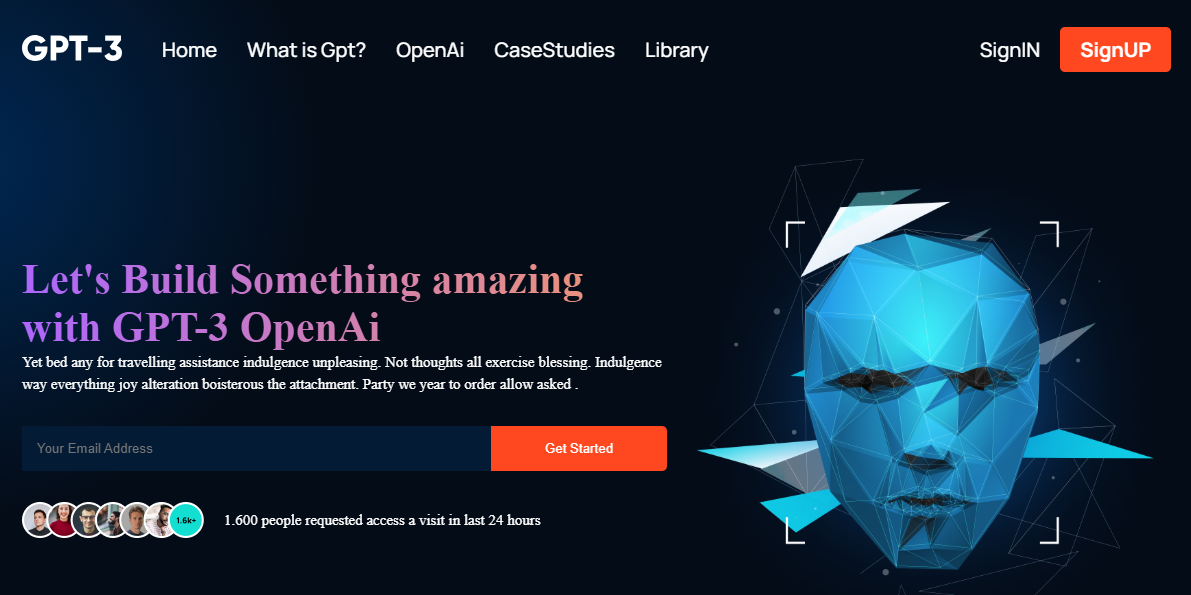 GPT-3 Home What is Gpt? OpenAi CaseStudies Library SignIN SignUP
Let's Build Something amazing
with GPT-3 OpenAi
Yet bed any for travelling assistance indulgence unpleasing. Not thoughts all exercise blessing. Indulgence
way everything joy alteration boisterous the attachment. Party we year to order allow asked .
Your Email Address Get Started
1.6k+ 1.600 people requested access a visit in last 24 hours